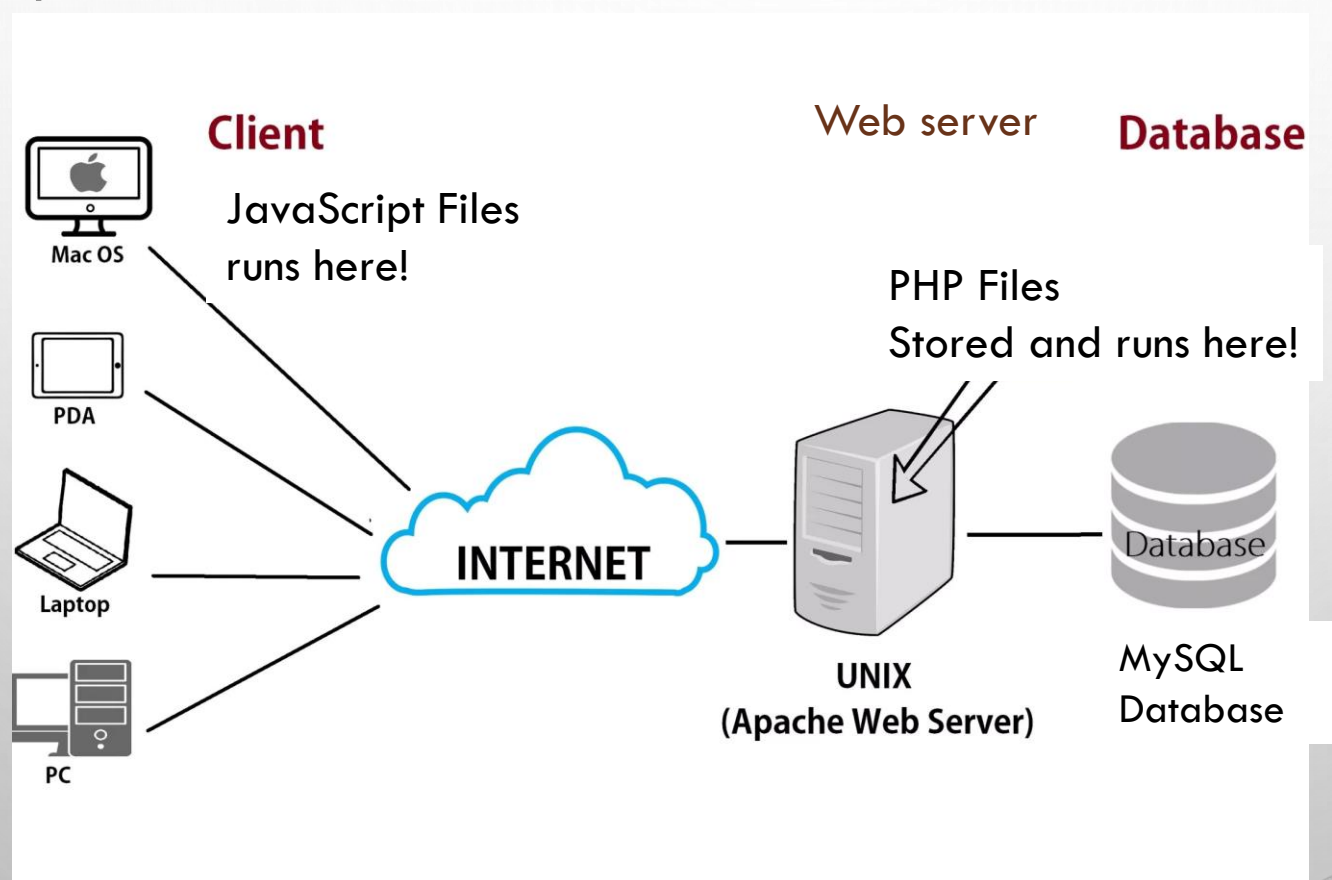 Client
Web server
Database
JavaScript Files
runs here!
Mac OS
PHP Files
Stored and runs here!
PDA
INTERNET
Database
Laptop
UNIX
(Apache Web Server)
MySQL
Database
PC